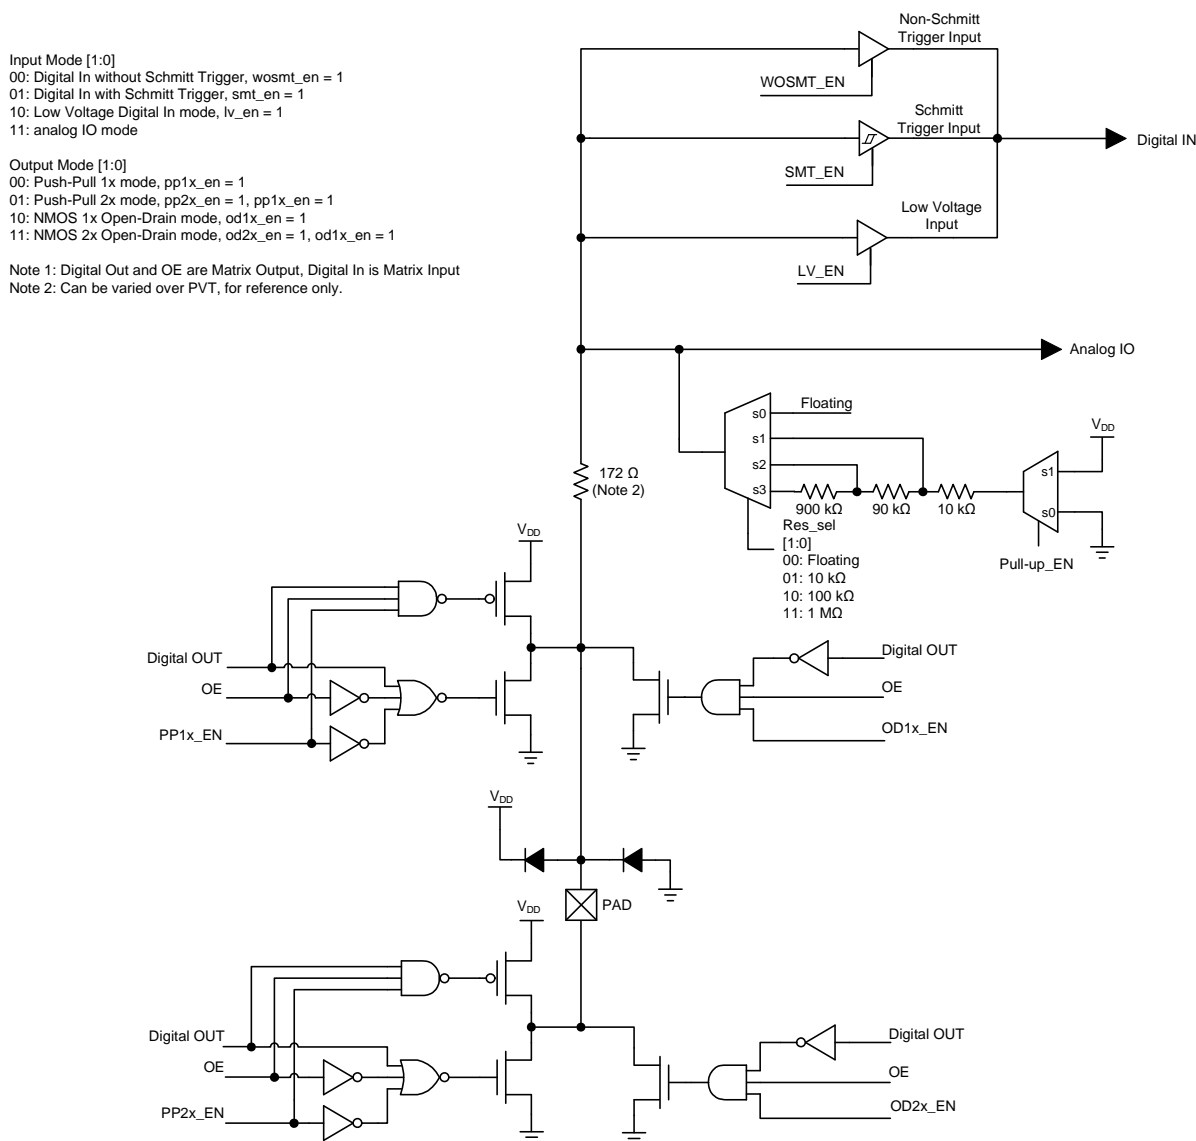 Non-Schmitt
Trigger Input
WOSMT_EN
Schmitt
Trigger Input
SMT_EN
Digital IN
Low Voltage
Input
LV_EN
Input Mode [1:0]
00: Digital In without Schmitt Trigger, wosmt_en = 1
01: Digital In with Schmitt Trigger, smt_en = 1
10: Low Voltage Digital In mode, lv_en = 1
11: analog IO mode
Output Mode [1:0]
00: Push-Pull 1x mode, pp1x_en = 1
01: Push-Pull 2x mode, pp2x_en = 1, pp1x_en = 1
10: NMOS 1x Open-Drain mode, od1x_en = 1
11: NMOS 2x Open-Drain mode, od2x_en = 1, od1x_en = 1
Note 1: Digital Out and OE are Matrix Output, Digital In is Matrix Input
Note 2: Can be varied over PVT, for reference only.
Analog IO
s0
Floating
s1
s2
s3
900 kΩ
90 kΩ
10 kΩ
VDD
s1
s0
Pull-up_EN
Res_sel
[1:0]
00: Floating
01: 10 kΩ
10: 100 kΩ
11: 1 MΩ
172 Ω
(Note 2)
VDD
Digital OUT
OE
PP1x_EN
Digital OUT
OE
OD1x_EN
VDD
PAD
VDD
Digital OUT
OE
PP2x_EN
Digital OUT
OE
OD2x_EN